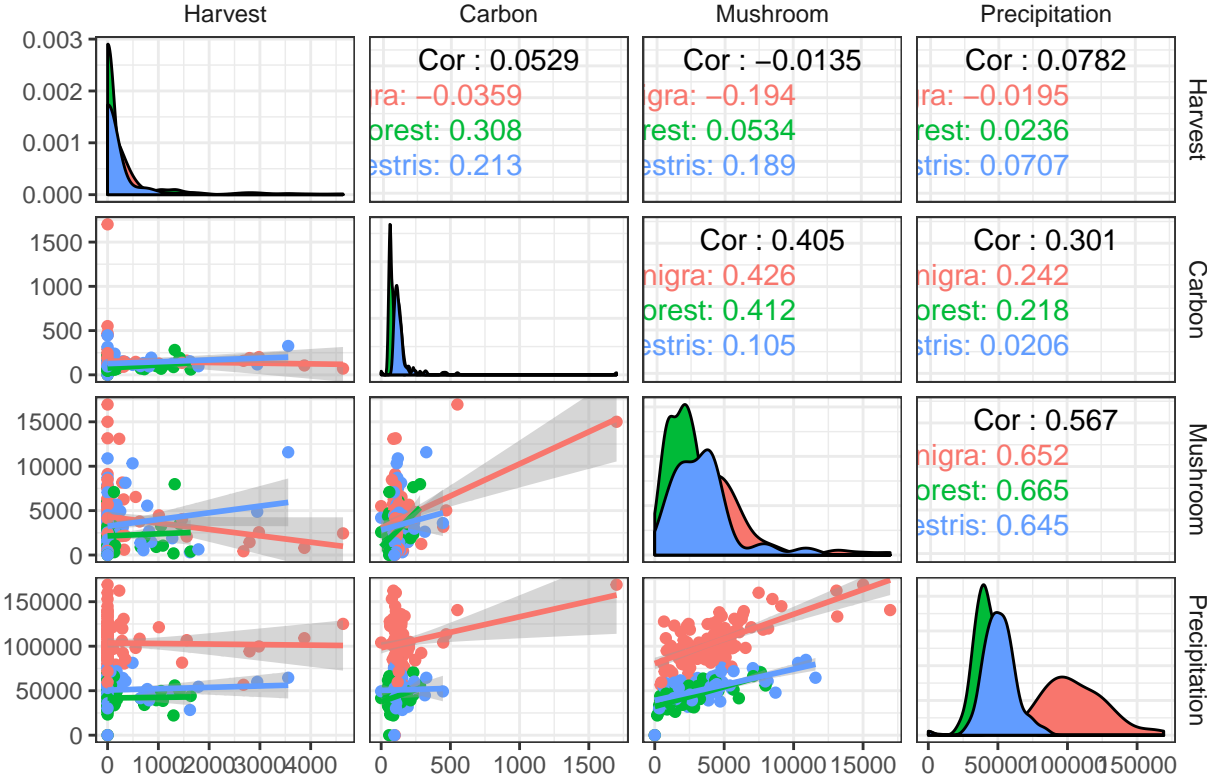 Harvest Carbon Mushroom Precipitation
0.003
0.002
0.001
0.000
Cor : 0.0529
gra: −0.0359
orest: 0.308
estris: 0.213
Cor : −0.0135
igra: −0.194
rest: 0.0534
estris: 0.189
Cor : 0.0782
gra: −0.0195
rest: 0.0236
estris: 0.0707
Harvest
1500
1000
500
0
Cor : 0.405
nigra: 0.426
orest: 0.412
estris: 0.105
Cor : 0.301
nigra: 0.242
orest: 0.218
stris: 0.0206
Carbon
15000
10000
5000
0
Cor : 0.567
nigra: 0.652
orest: 0.665
estris: 0.645
Mushroom
150000
100000
50000
0
Precipitation
0 1000 2000 3000 4000
0 500 1000 1500
0 5000 10000 15000
0 50000 100000 150000